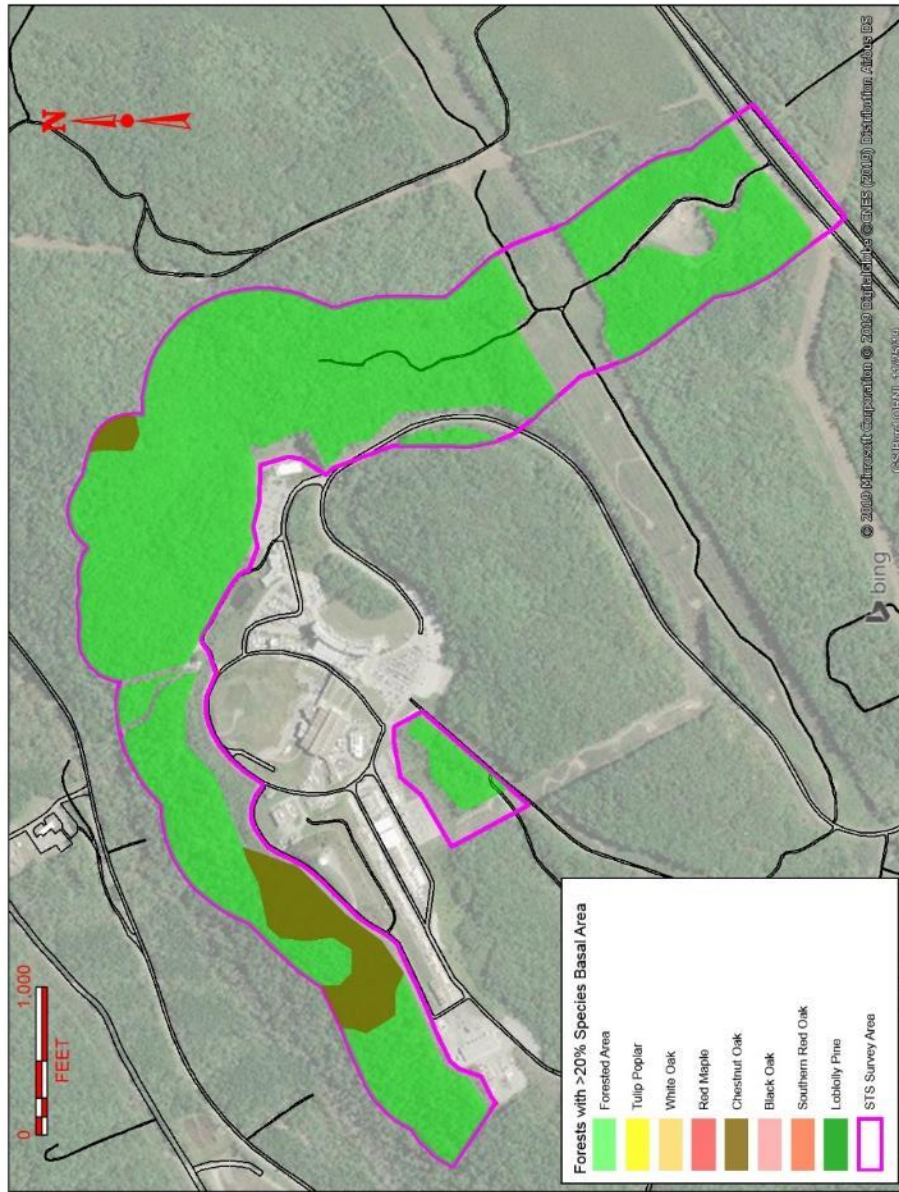 N
0 1,000
FEET
Forests with >20% Species Basal Area
Forested Area
Tulip Poplar
White Oak
Red Maple
Chestnut Oak
Black Oak
Southern Red Oak
Loblolly Pine
STS Survey Area
bing
© 2019 Microsoft Corporation © 2019 DigitalGlobe ©CNES (2019) Distribution Airbus DS